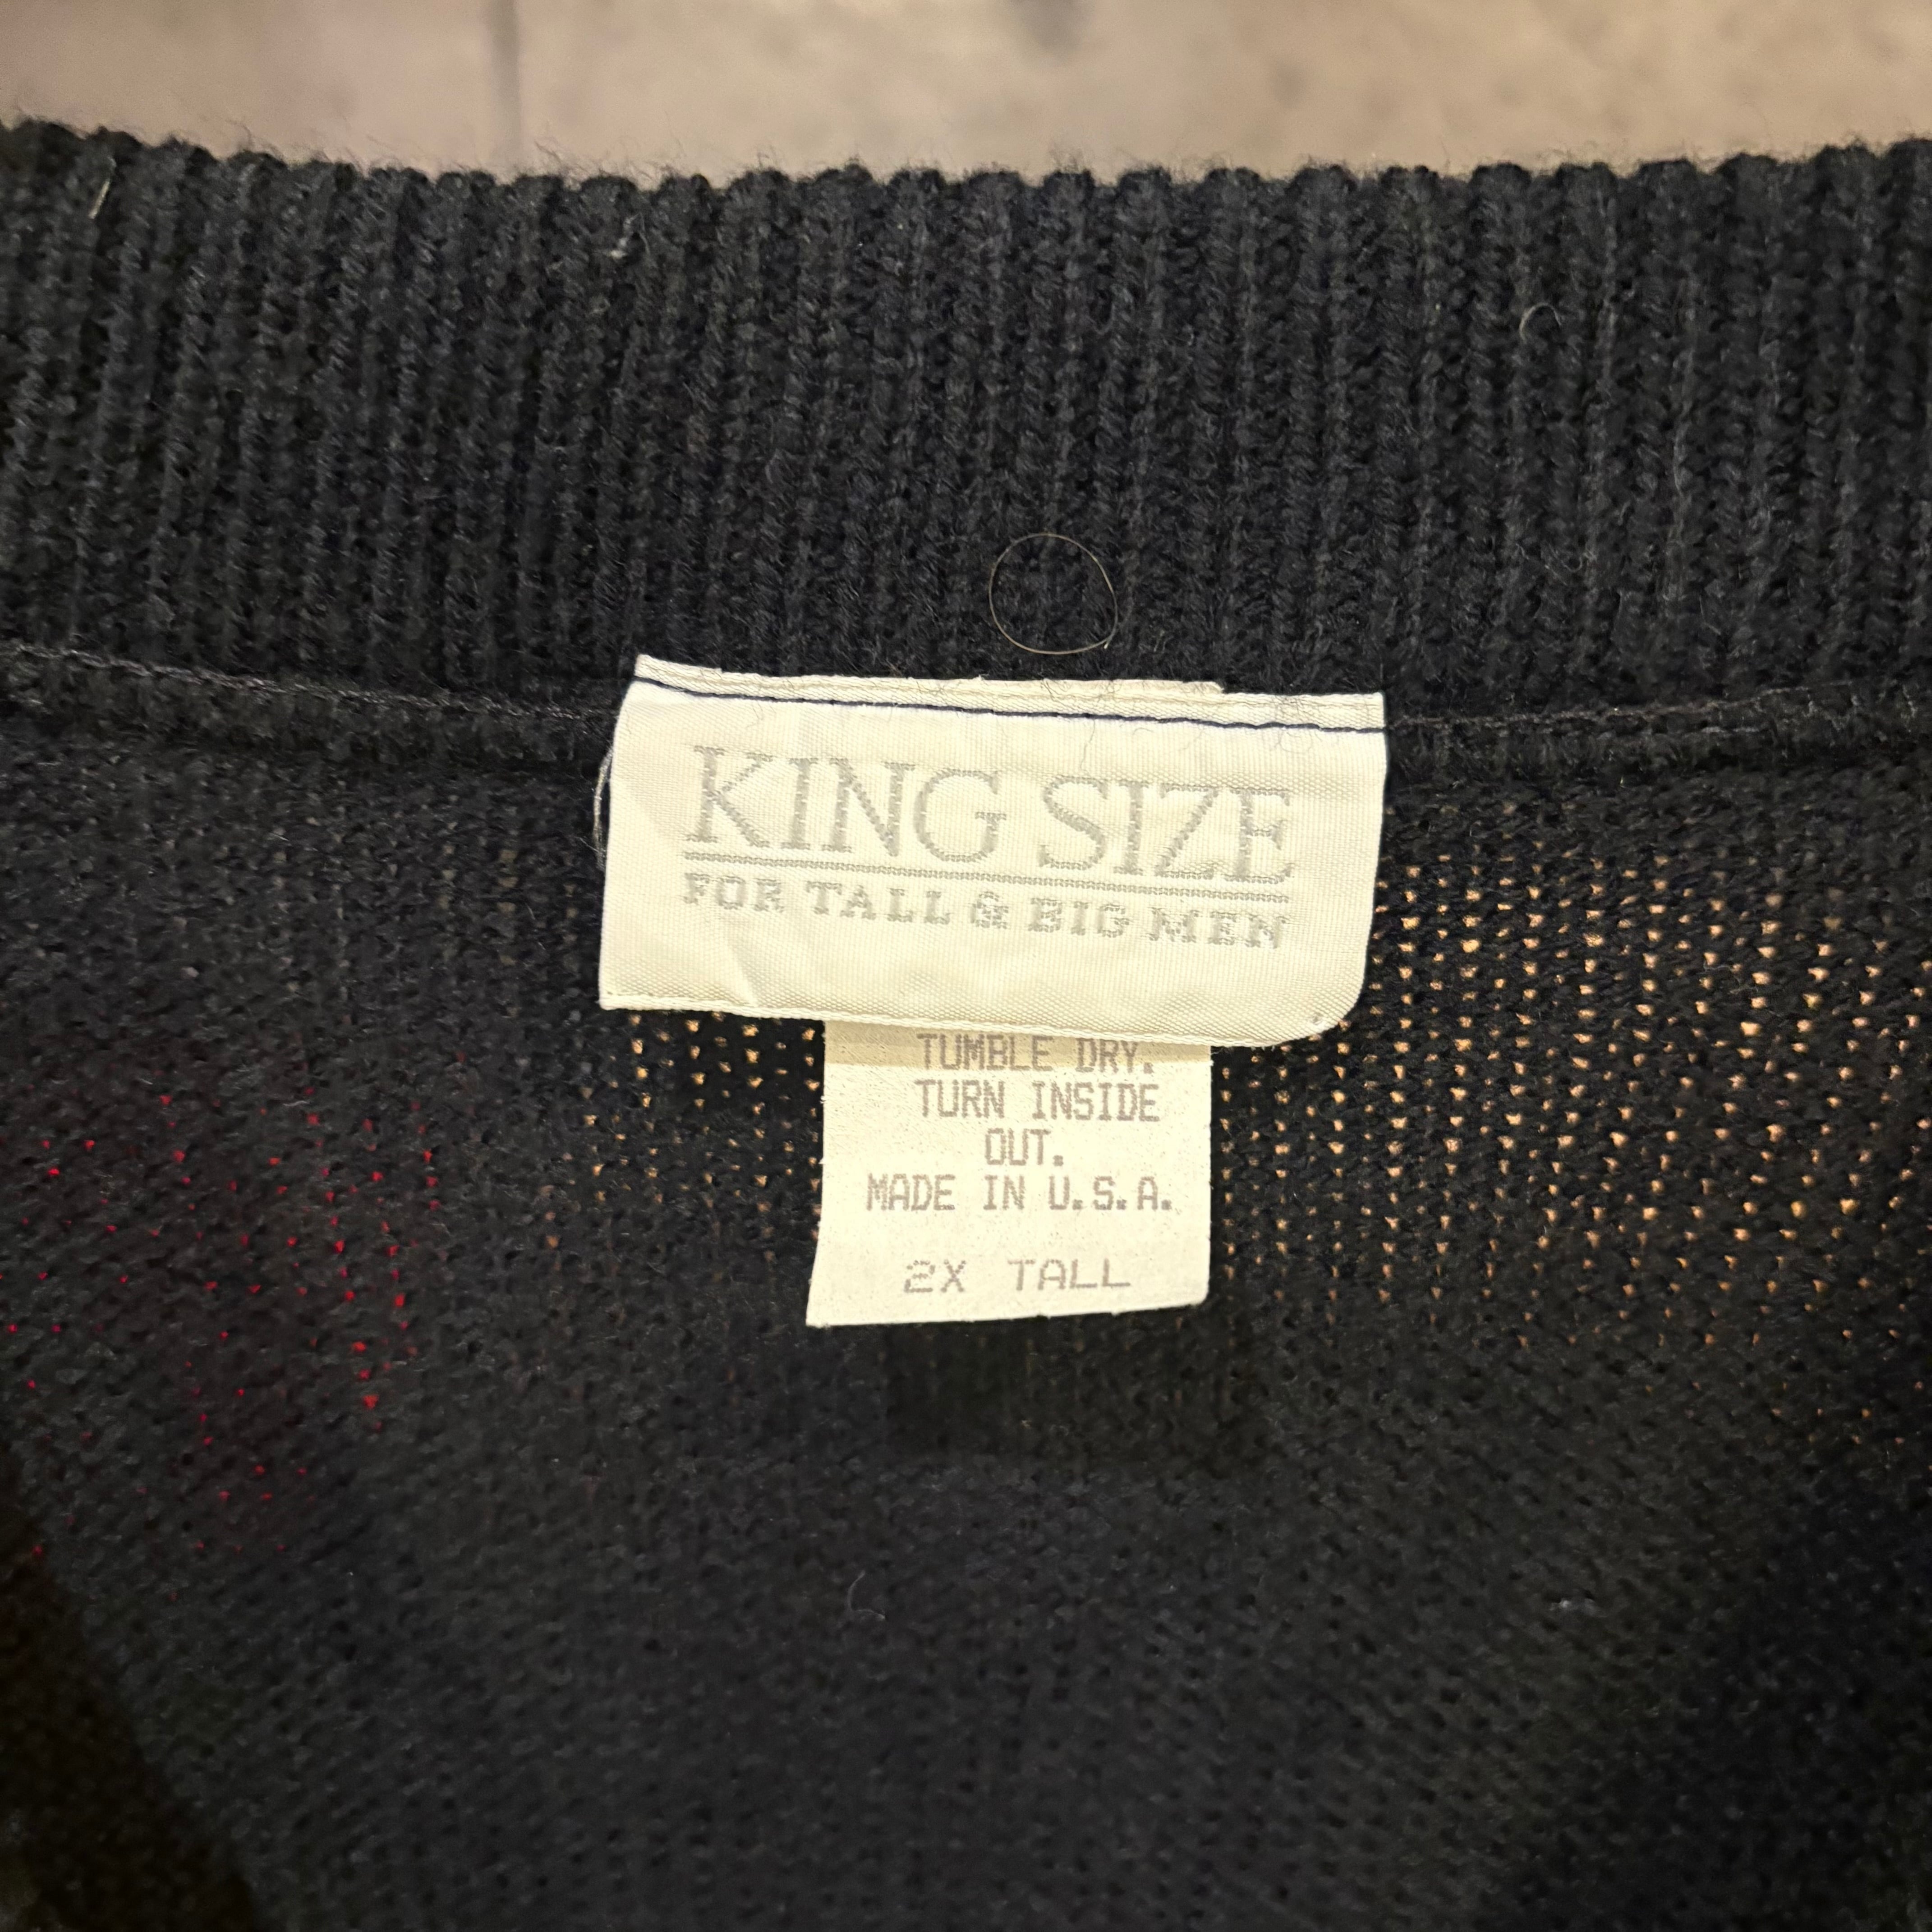 KING SIZE
FOR TALL & BIG MEN
TUMBLE DRY.
TURN INSIDE
OUT.
MADE IN U.S.A.
2X TALL